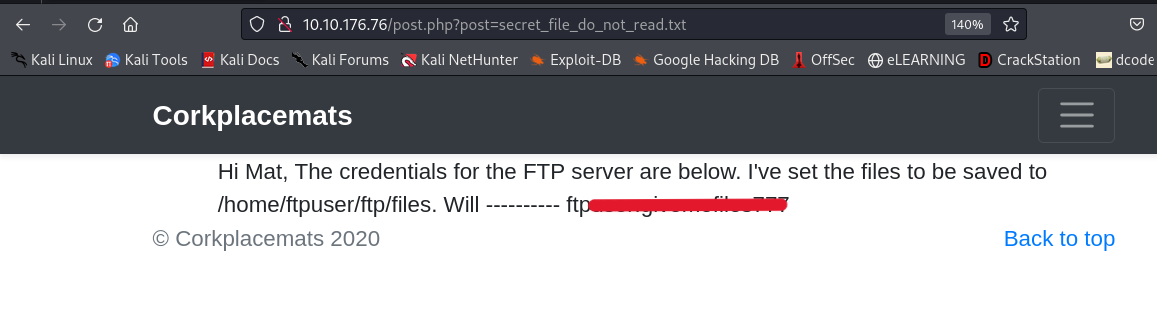 10.10.176.76/post.php?post=secret_file_do_not_read.txt 140%
Kali Linux Kali Tools Kali Docs Kali Forums Kali NetHunter Exploit-DB Google Hacking DB OffSec eLEARNING CrackStation dcode
Corkplacemats
Hi Mat, The credentials for the FTP server are below. I've set the files to be saved to
/home/ftpuser/ftp/files. Will ----------
© Corkplacemats 2020 Back to top